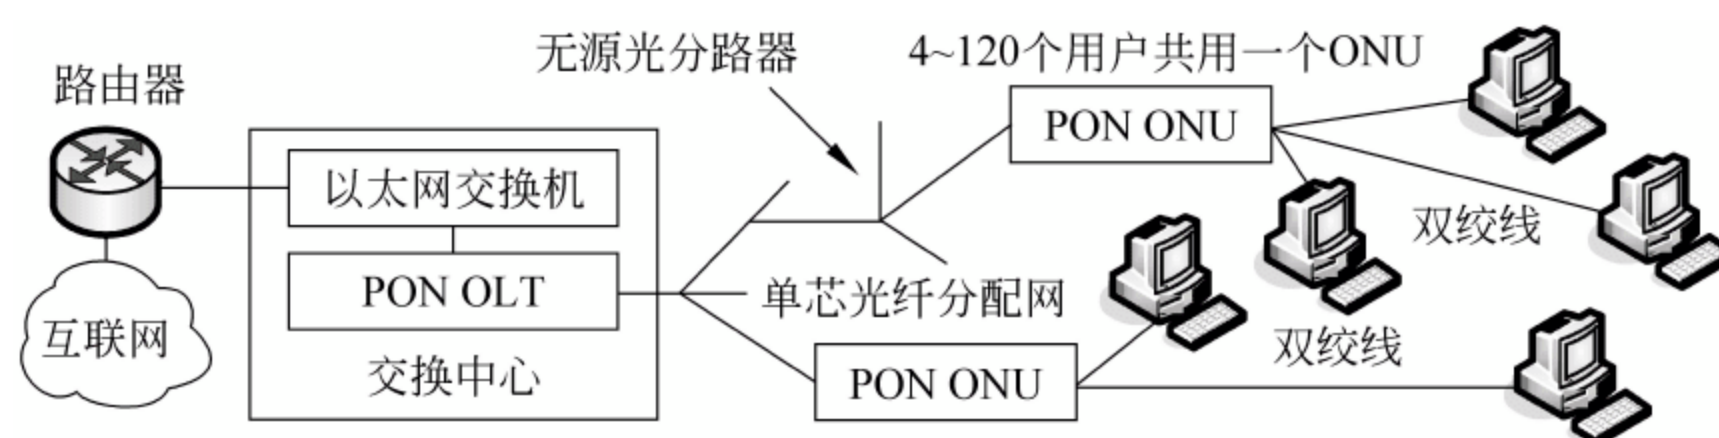 无源光分路器
4~120个用户共用一个ONU
路由器
PON ONU
以太网交换机
双绞线
PON OLT
单芯光纤分配网
互联网
双绞线
交换中心
PON ONU